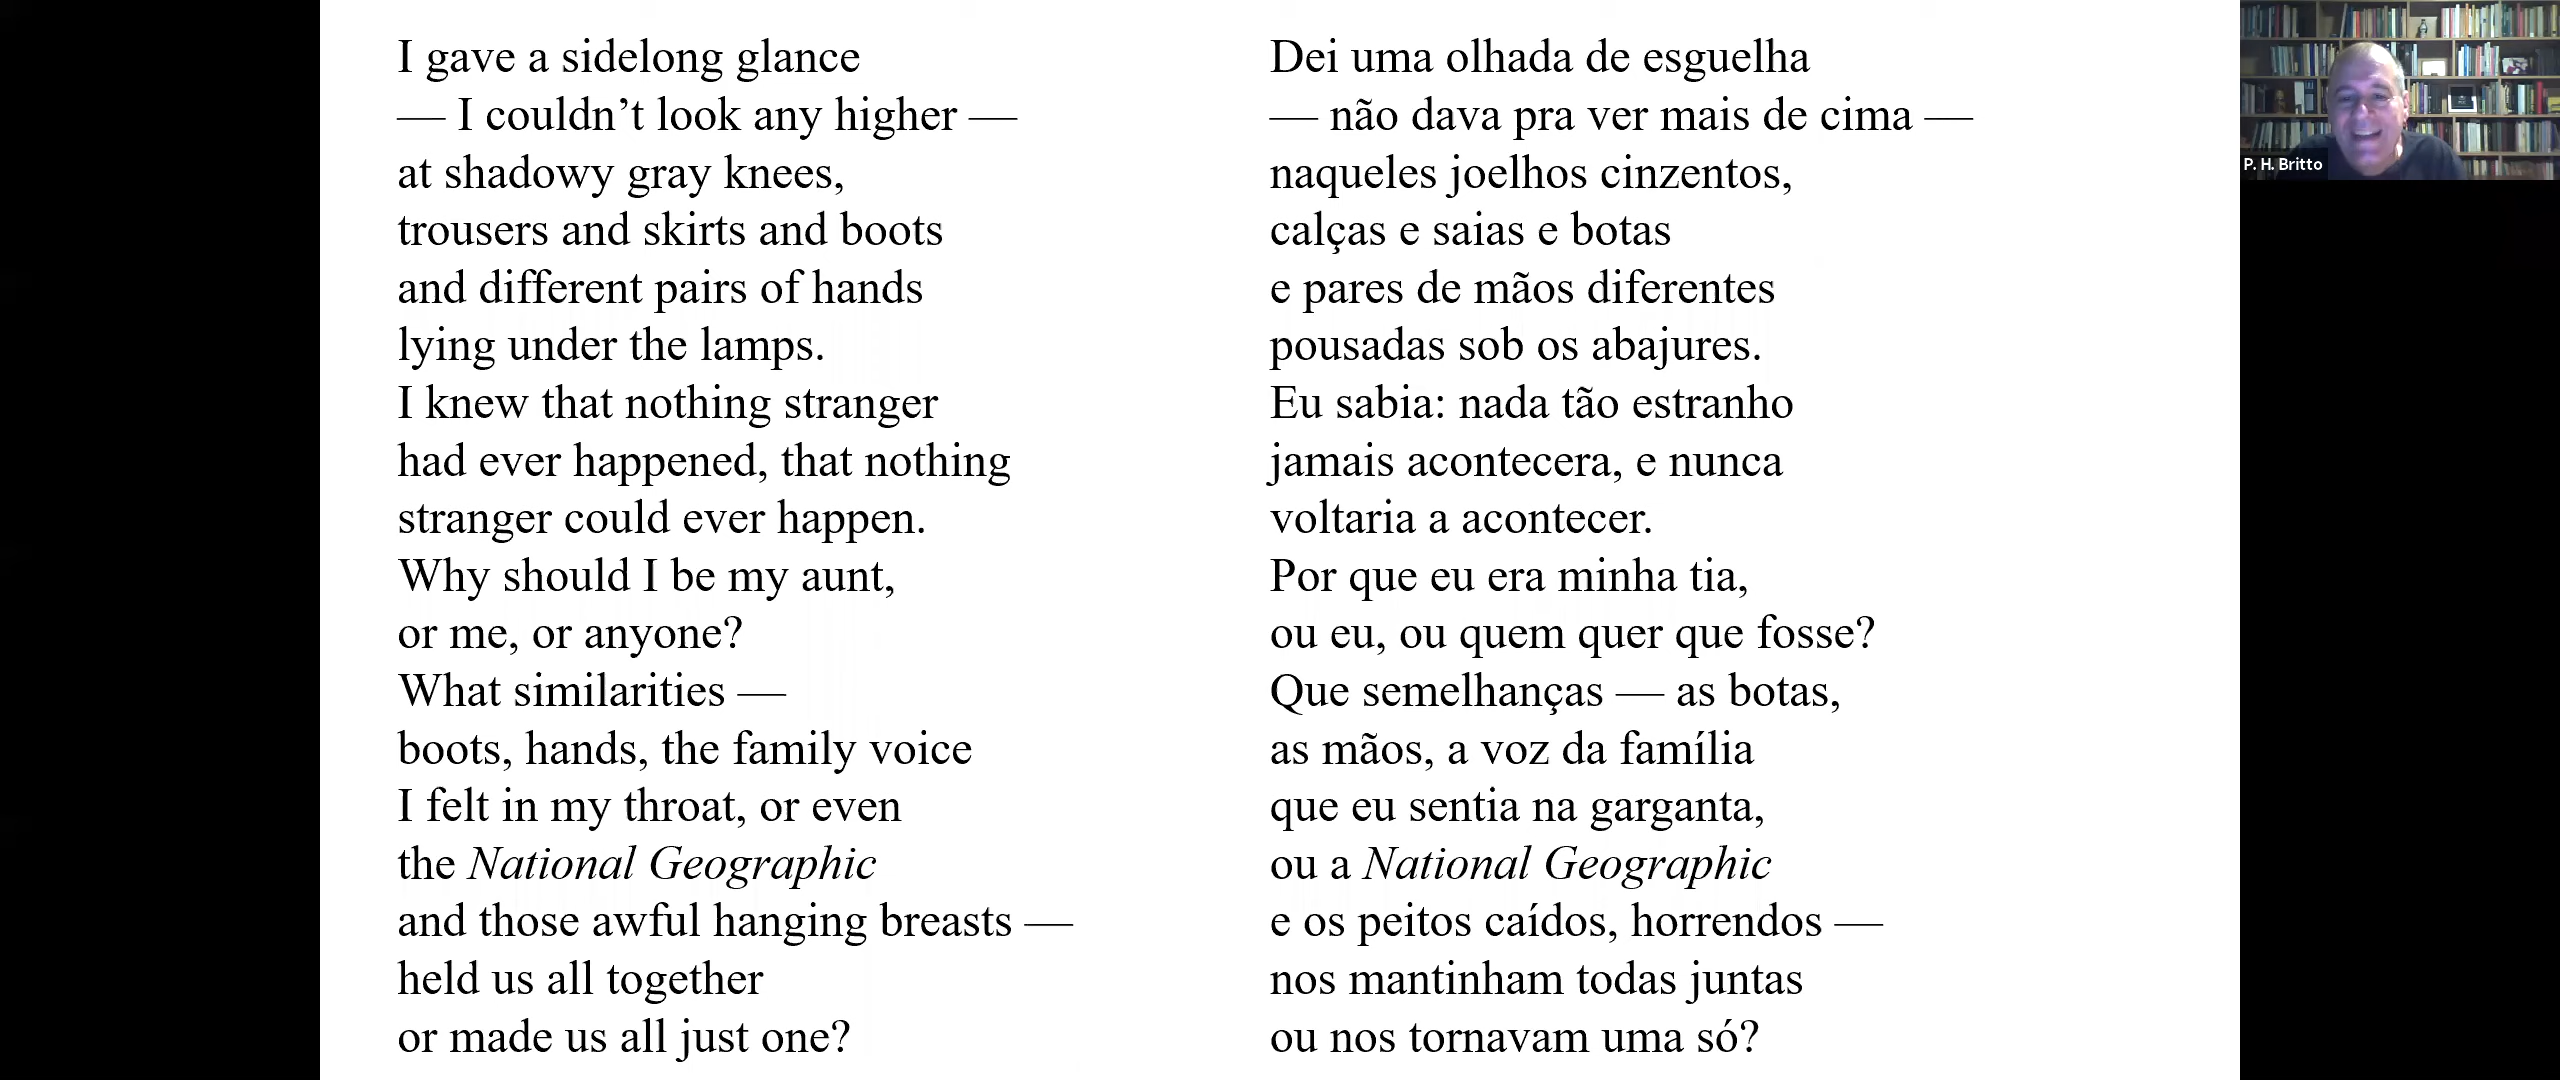 I gave a sidelong glance
— I couldn’t look any higher —
at shadowy gray knees,
trousers and skirts and boots
and different pairs of hands
lying under the lamps.
I knew that nothing stranger
had ever happened, that nothing
stranger could ever happen.
Why should I be my aunt,
or me, or anyone?
What similarities —
boots, hands, the family voice
I felt in my throat, or even
the National Geographic
and those awful hanging breasts —
held us all together
or made us all just one?
Dei uma olhada de esguelha
— não dava pra ver mais de cima —
naqueles joelhos cinzentos,
calças e saias e botas
e pares de mãos diferentes
pousadas sob os abajures.
Eu sabia: nada tão estranho
jamais acontecera, e nunca
voltaria a acontecer.
Por que eu era minha tia,
ou eu, ou quem quer que fosse?
Que semelhanças — as botas,
as mãos, a voz da família
que eu sentia na garganta,
ou a National Geographic
e os peitos caídos, horrendos —
nos mantinham todas juntas
ou nos tornavam uma só?
P. H. Britto